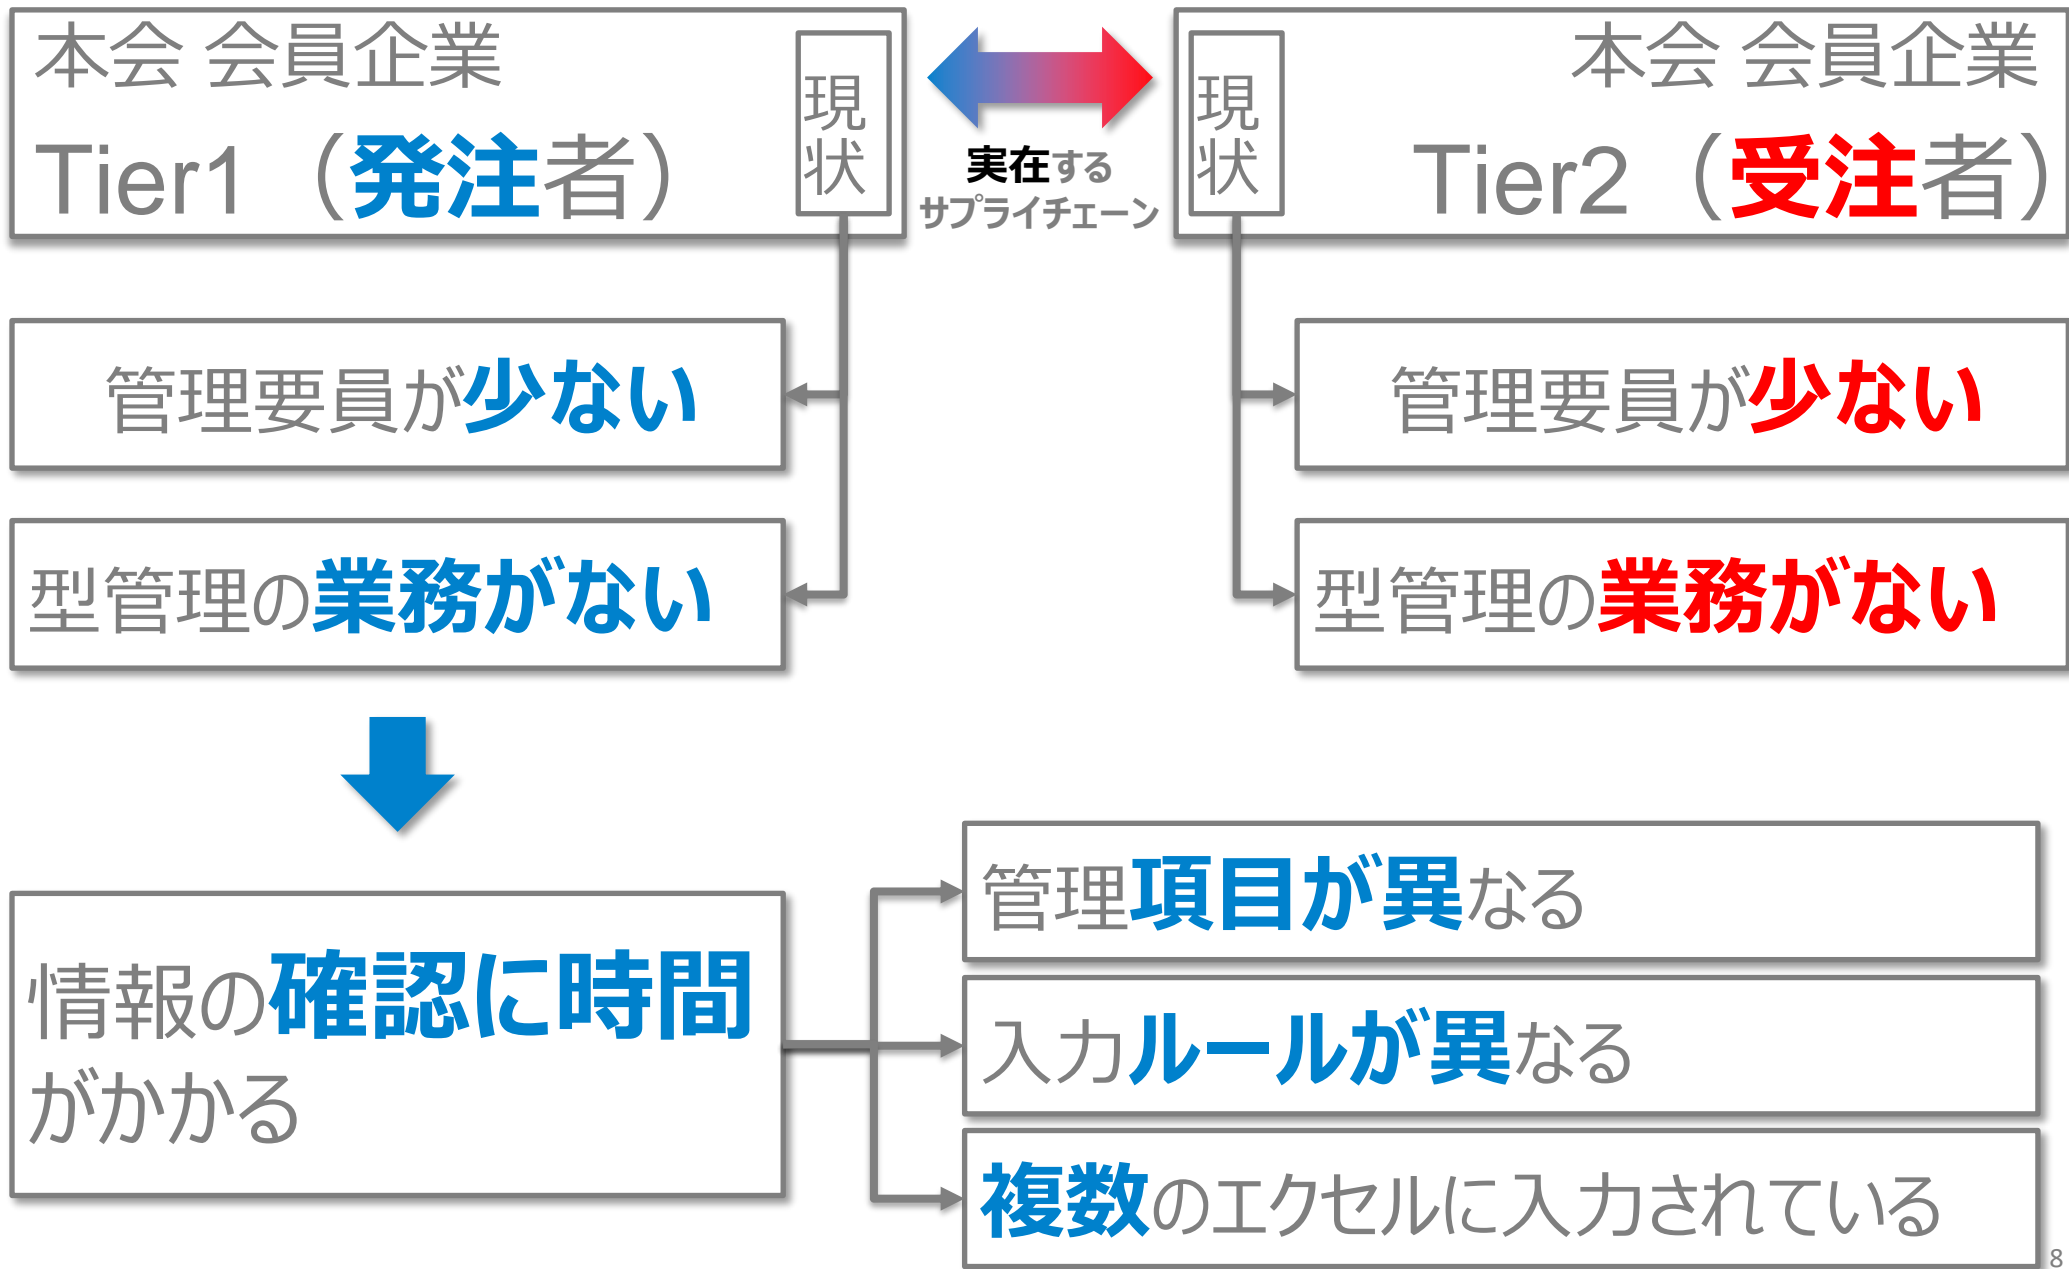 本会 会員企業
Tier1（発注者）
現状
実在する
サプライチェーン
本会 会員企業
Tier2（受注者）
現状
管理要員が少ない
型管理の業務がない
管理要員が少ない
型管理の業務がない
情報の確認に時間
がかかる
管理項目が異なる
入力ルールが異なる
複数のエクセルに入力されている
8